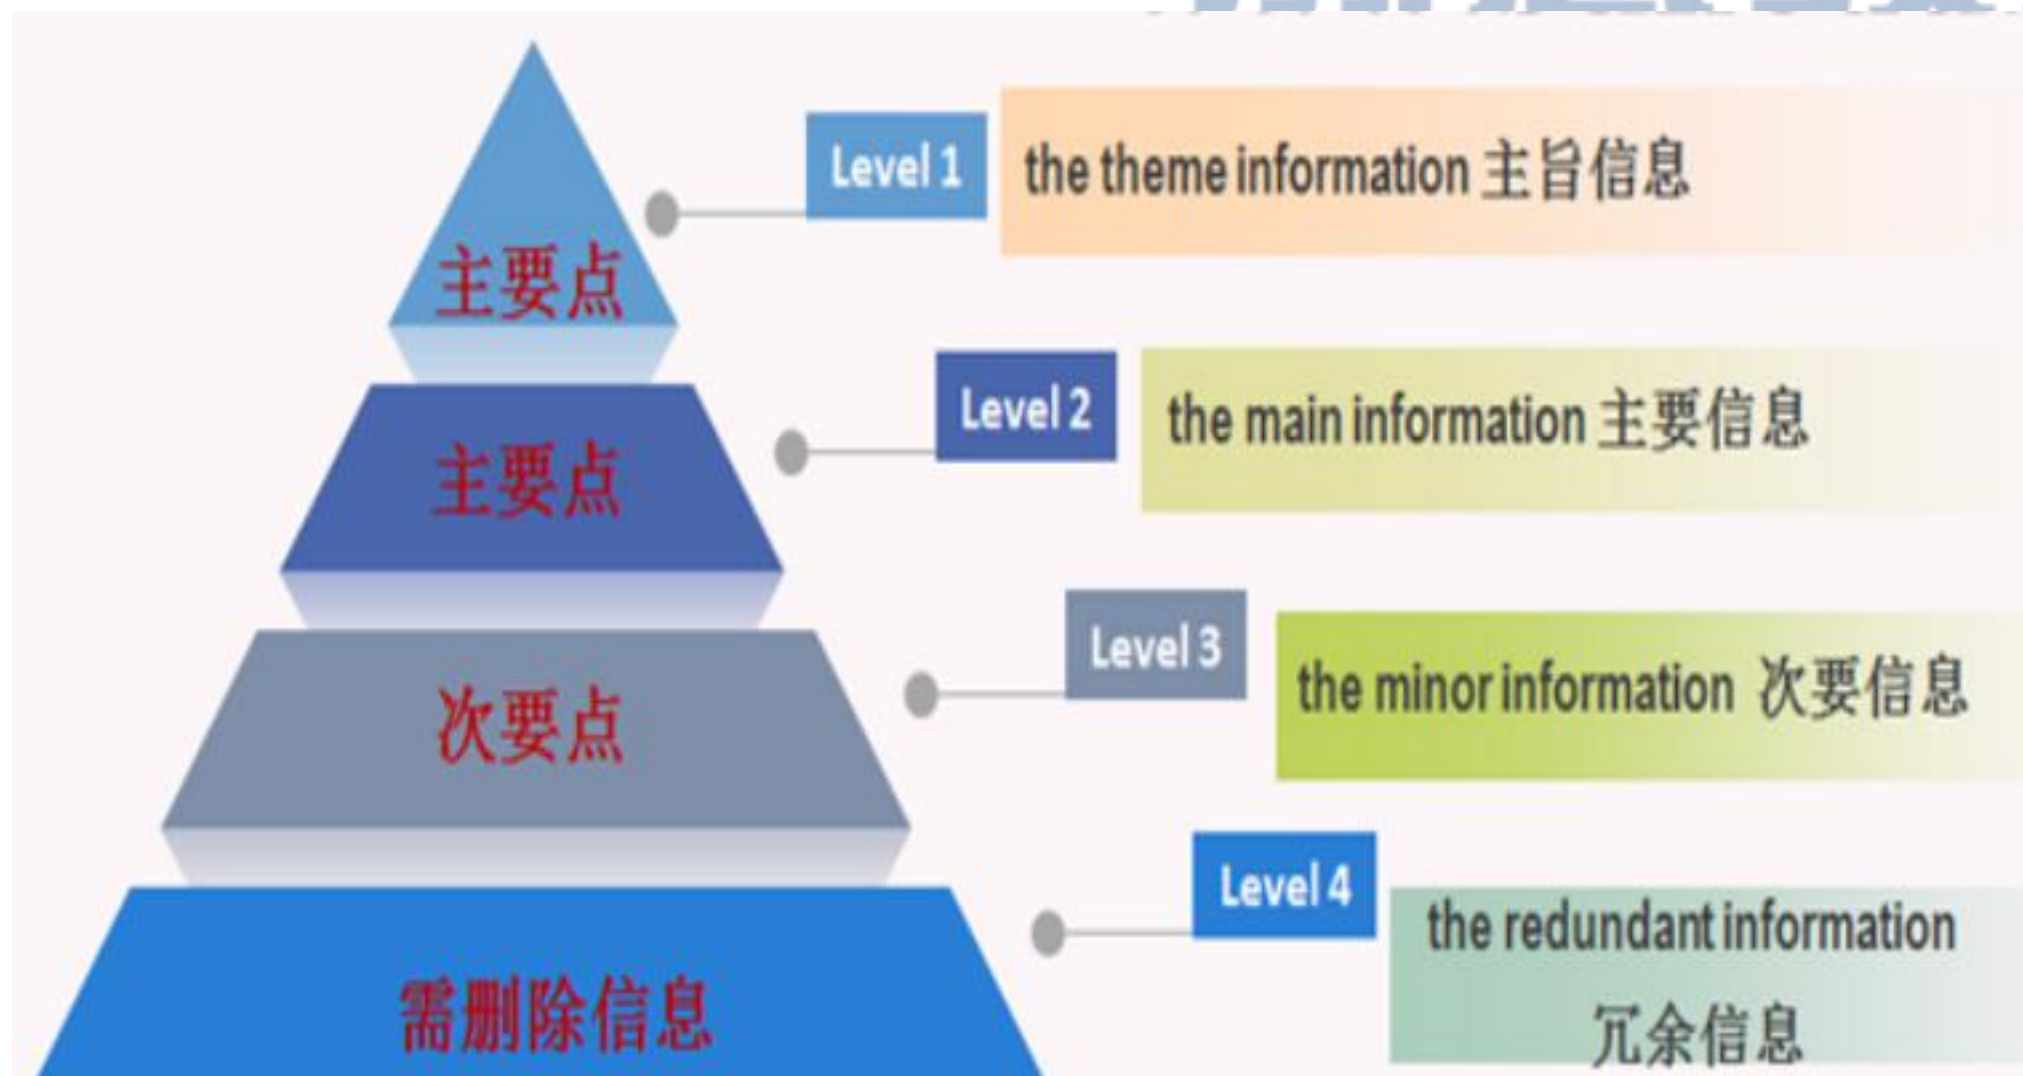 Level 1
the theme information 主旨信息
主要点
Level 2
the main information 主要信息
主要点
Level 3
the minor information 次要信息
次要点
Level 4
the redundant information
冗余信息
需删除信息